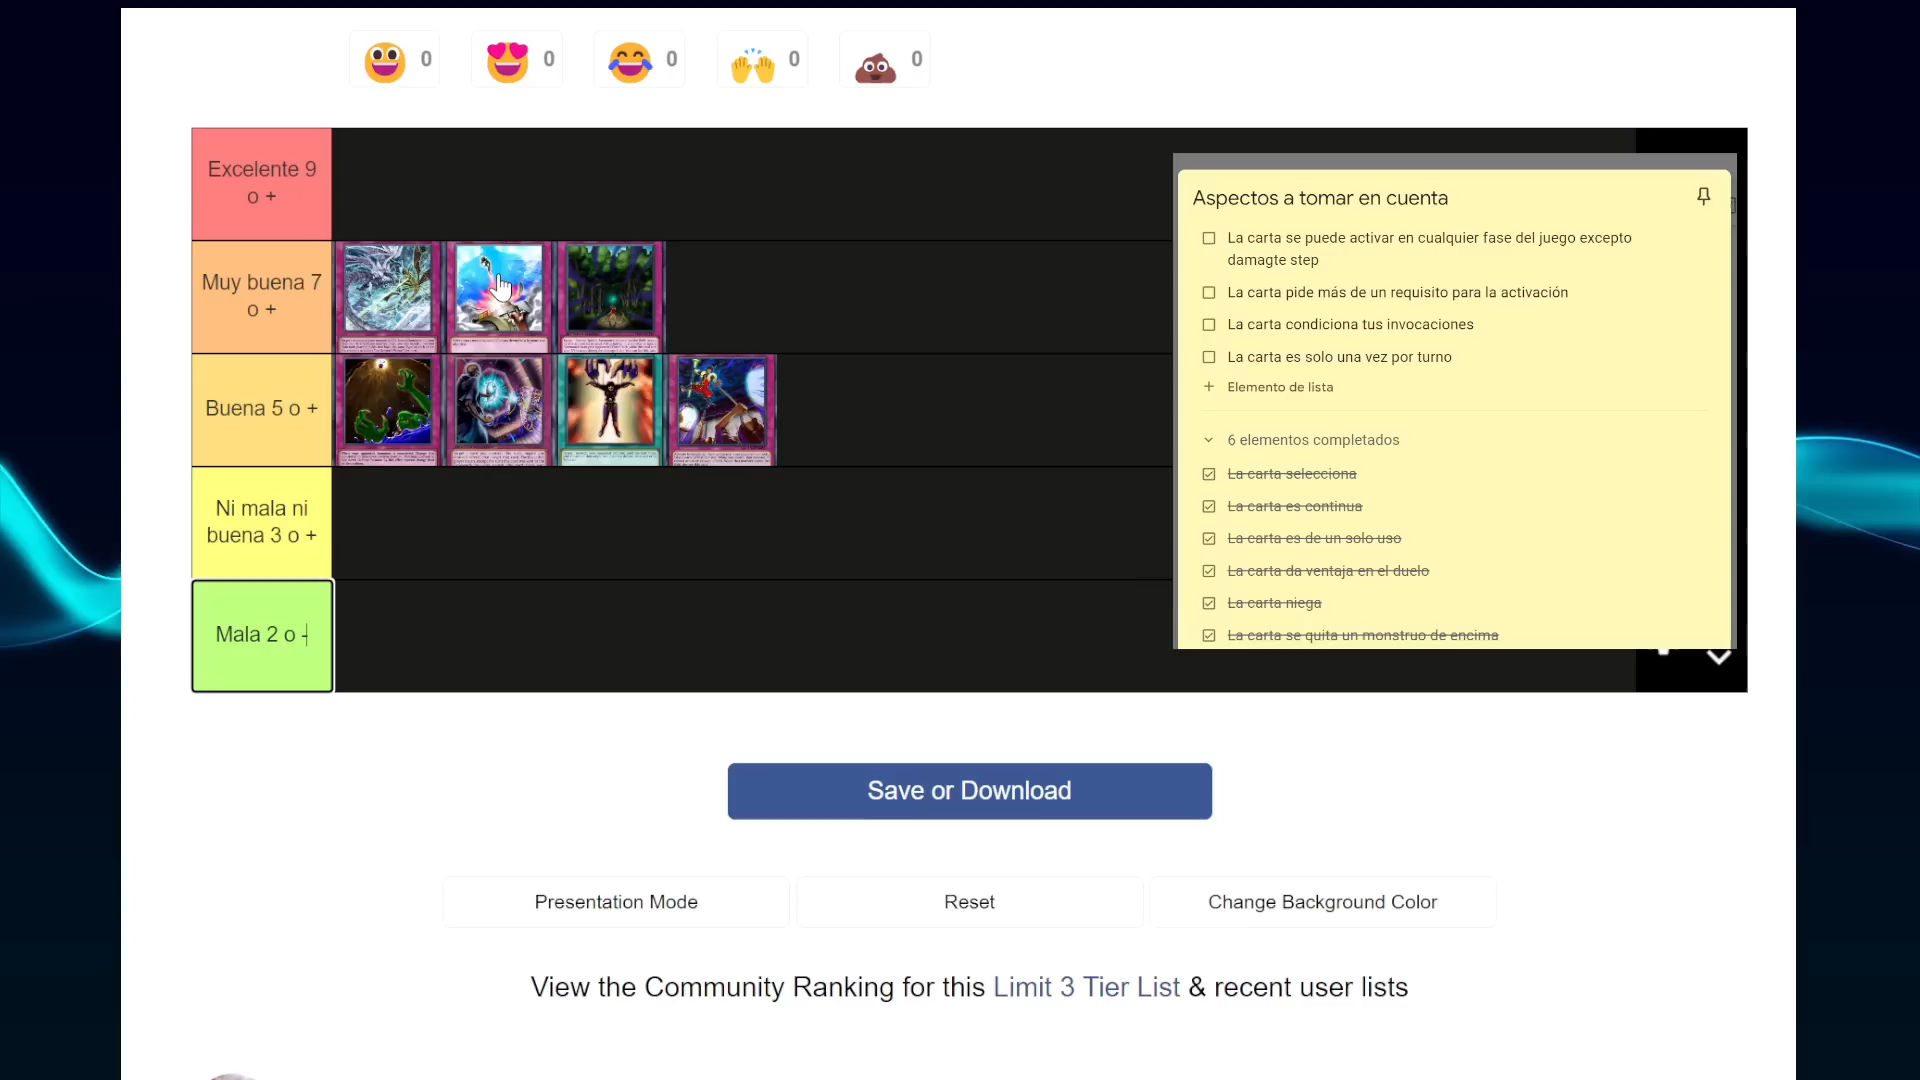 0 0 0 0 0
Excelente 9
o +
Muy buena 7
o +
Buena 5 o +
Ni mala ni
buena 3 o +
Mala 2 o -
Aspectos a tomar en cuenta
La carta se puede activar en cualquier fase del juego excepto
damagte step
La carta pide más de un requisito para la activación
La carta condiciona tus invocaciones
La carta es solo una vez por turno
+ Elemento de lista
6 elementos completados
La carta selecciona
La carta es continua
La carta es de un solo uso
La carta da ventaja en el duelo
La carta niega
La carta se quita un monstruo de encima
Save or Download
Presentation Mode
Reset
Change Background Color
View the Community Ranking for this Limit 3 Tier List & recent user lists